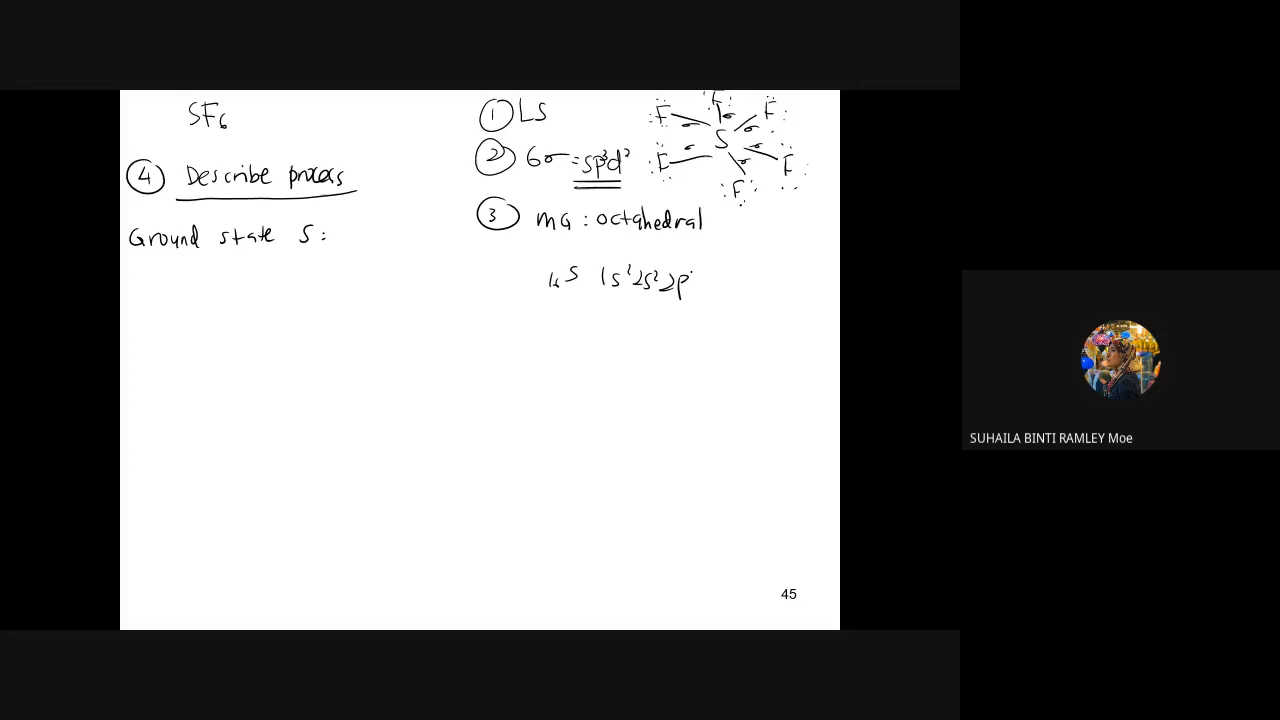 SF6
④ Describe process
Ground state S:
① LS
② 6σ = sp³d²
③ MG : octahedral
16 S 1s² 2s² 2p
F F F
σ σ σ
S
F σ σ σ F
F
45
SUHAILA BINTI RAMLEY Moe